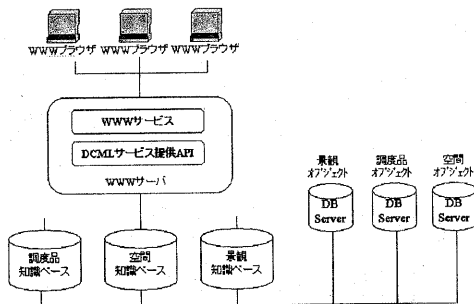 WWWブラウザ WWWブラウザ WWWブラウザ
WWWサービス
DCMLサービス提供API
WWWサーバ
景観
オブジェクト
調度品
オブジェクト
空間
オブジェクト
DB
Server
DB
Server
DB
Server
調度品
知識ベース
空間
知識ベース
景観
知識ベース